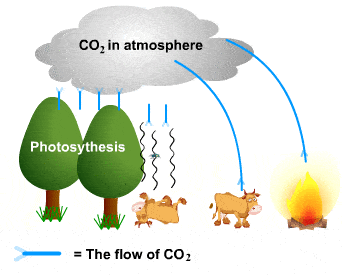 CO₂ in atmosphere
Photosythesis
= The flow of CO₂